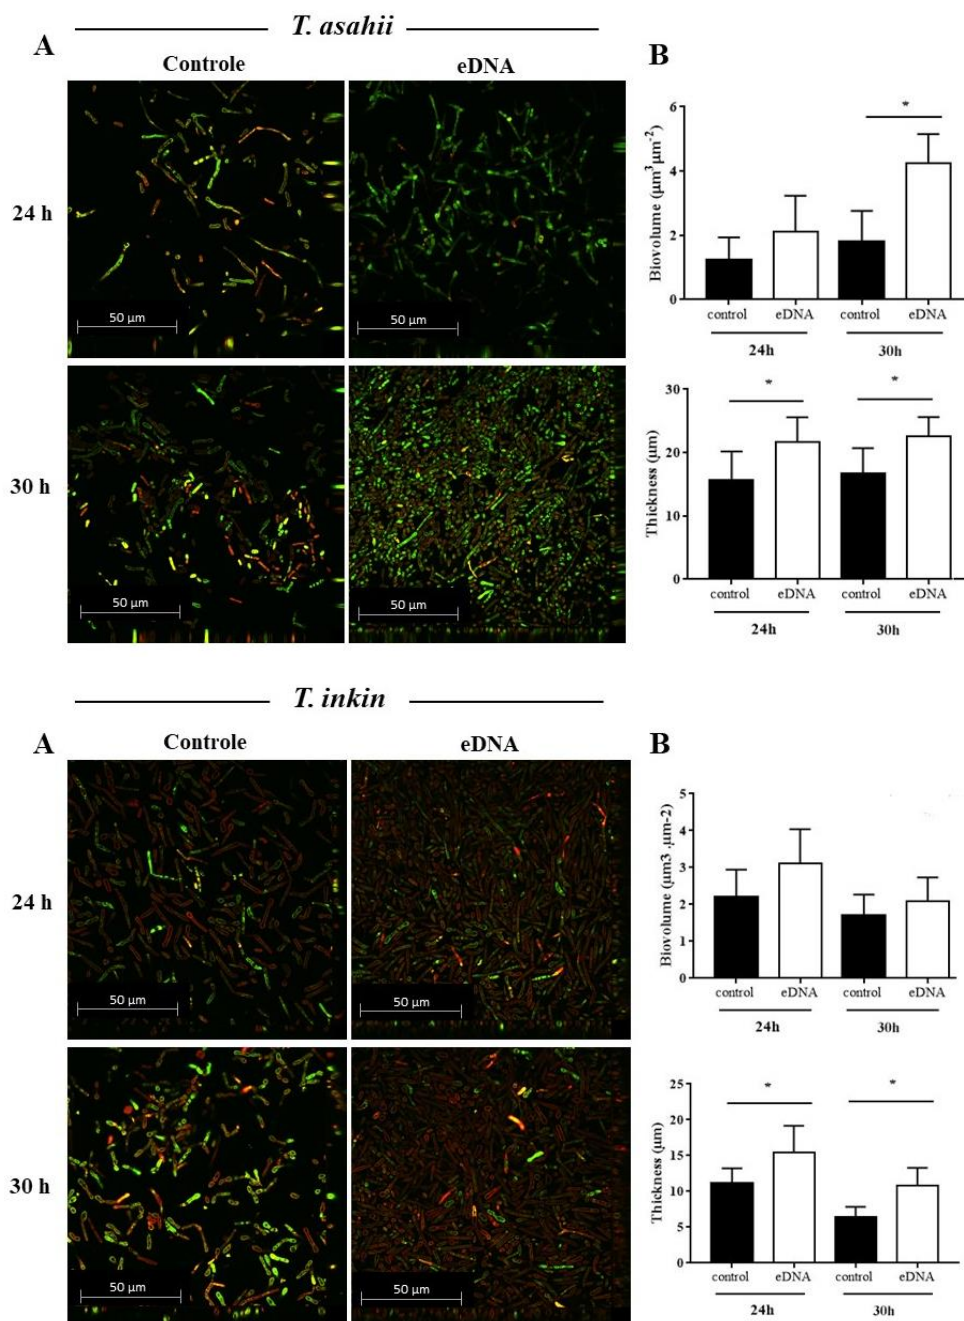 T. asahii
A
Controle
eDNA
24 h
50 µm
50 µm
30 h
50 µm
50 µm
B
Biovolume (µm³µm⁻²)
6
4
2
0
*
control
eDNA
control
eDNA
24h
30h
Thickness (µm)
30
20
10
0
*
*
control
eDNA
control
eDNA
24h
30h
T. inkin
A
Controle
eDNA
24 h
50 µm
50 µm
30 h
50 µm
50 µm
B
Biovolume (µm3 .µm-2)
5
4
3
2
1
0
control
eDNA
control
eDNA
24h
30h
Thickness (µm)
25
20
15
10
5
0
*
*
control
eDNA
control
eDNA
24h
30h